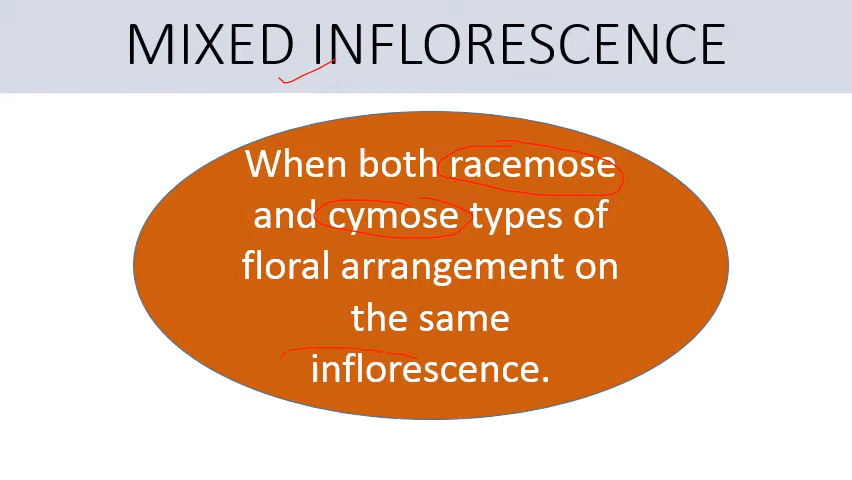 MIXED INFLORESCENCE
When both racemose
and cymose types of
floral arrangement on
the same
inflorescence.